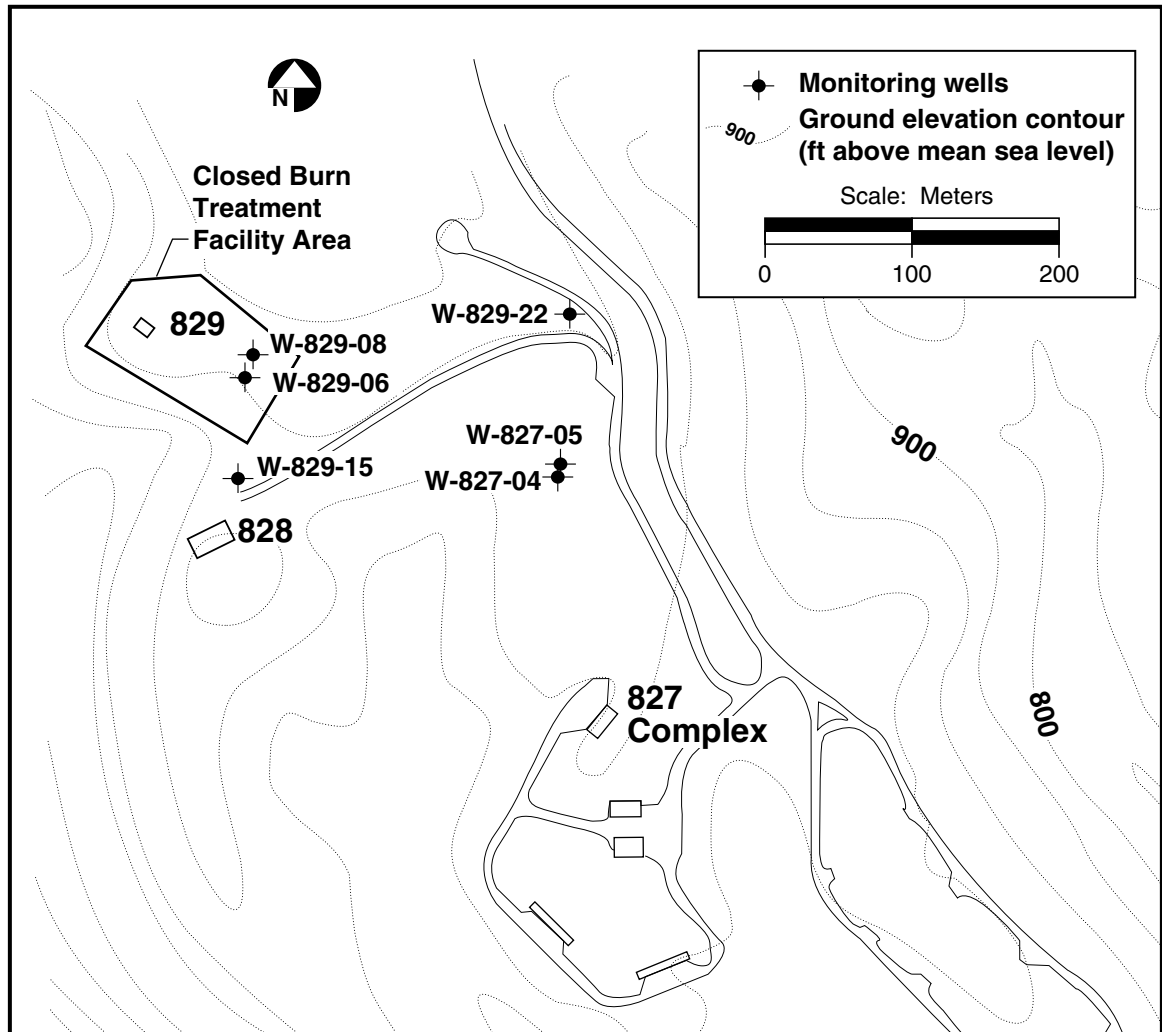 N
Monitoring wells
900
Ground elevation contour
(ft above mean sea level)
Scale: Meters
0 100 200
Closed Burn
Treatment
Facility Area
829
W-829-22
W-829-08
W-829-06
W-827-05
W-829-15
W-827-04
828
900
827
Complex
800